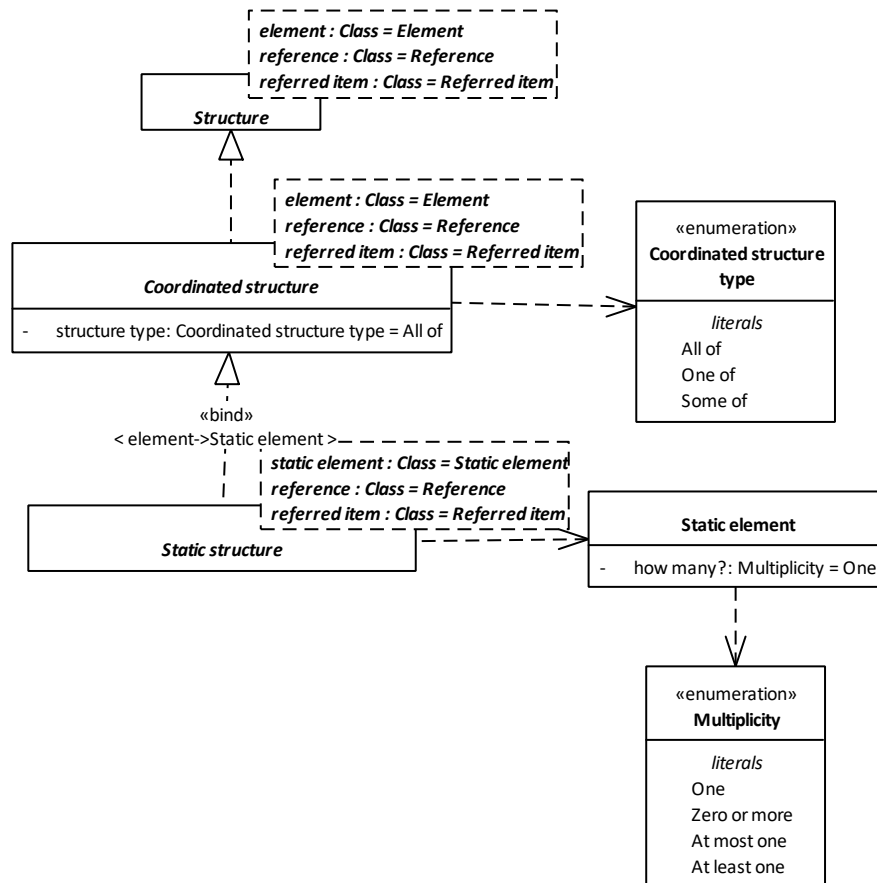 element : Class = Element
reference : Class = Reference
referred item : Class = Referred item
Structure
element : Class = Element
reference : Class = Reference
referred item : Class = Referred item
Coordinated structure
- structure type: Coordinated structure type = All of
«enumeration»
Coordinated structure
type
literals
All of
One of
Some of
«bind»
< element->Static element >
static element : Class = Static element
reference : Class = Reference
referred item : Class = Referred item
Static structure
Static element
- how many?: Multiplicity = One
«enumeration»
Multiplicity
literals
One
Zero or more
At most one
At least one